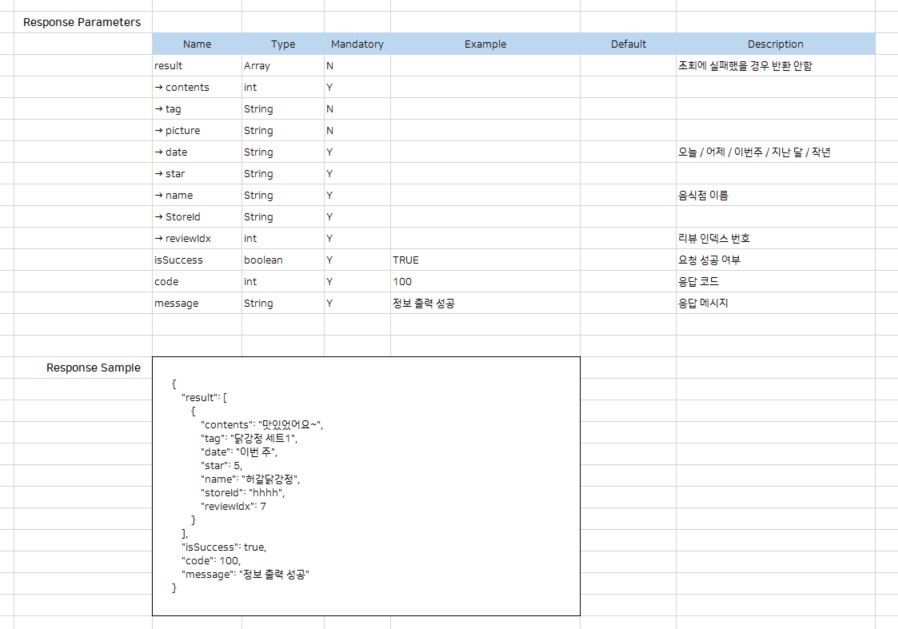 Response Parameters
Name Type Mandatory Example Default Description
result Array N 조회에 실패했을 경우 반환 안함
→ contents int Y
→ tag String N
→ picture String N
→ date String Y 오늘 / 어제 / 이번주 / 지난 달 / 작년
→ star String Y
→ name String Y 음식점 이름
→ StoreId String Y
→ reviewIdx int Y 리뷰 인덱스 번호
isSuccess boolean Y TRUE 요청 성공 여부
code int Y 100 응답 코드
message String Y 정보 출력 성공 응답 메시지
Response Sample
{
"result": [
{
"contents": "맛있었어요~",
"tag": "닭강정 세트1",
"date": "이번 주",
"star": 5,
"name": "허갈닭강정",
"storeId": "hhhh",
"reviewIdx": 7
}
],
"isSuccess": true,
"code": 100,
"message": "정보 출력 성공"
}